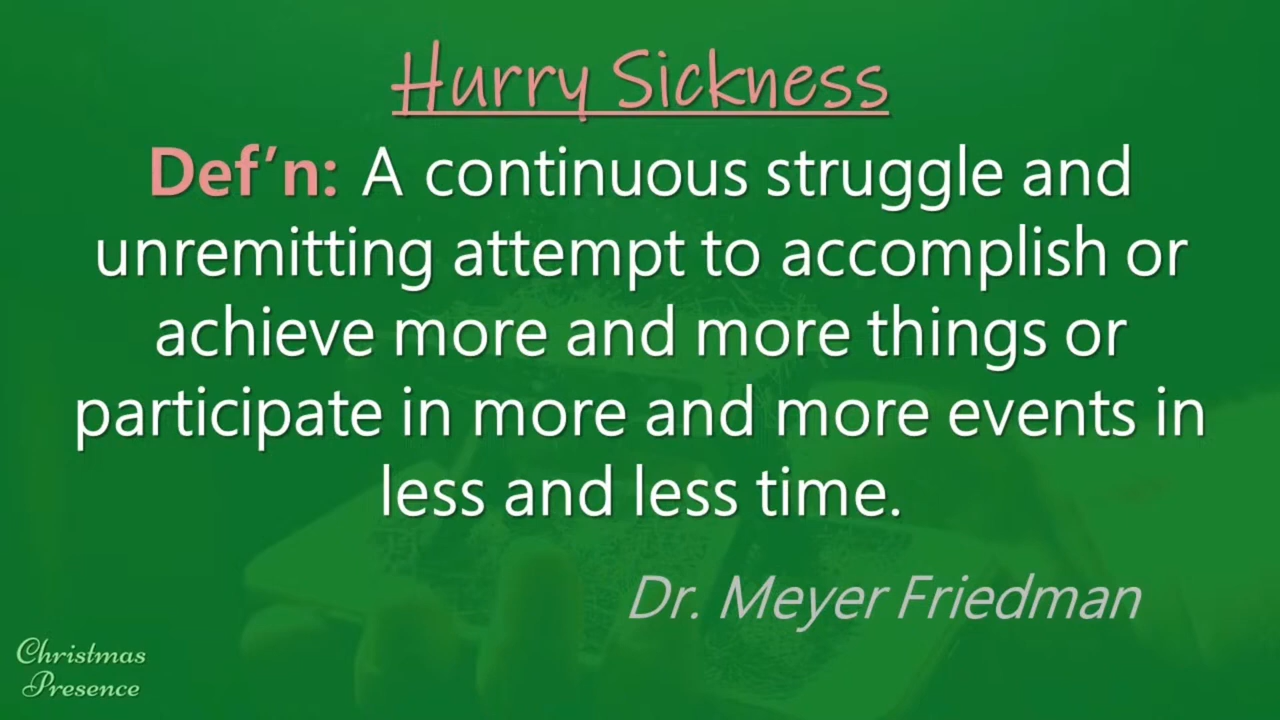 Hurry Sickness
Def’n: A continuous struggle and
unremitting attempt to accomplish or
achieve more and more things or
participate in more and more events in
less and less time.
Dr. Meyer Friedman
Christmas
Presence